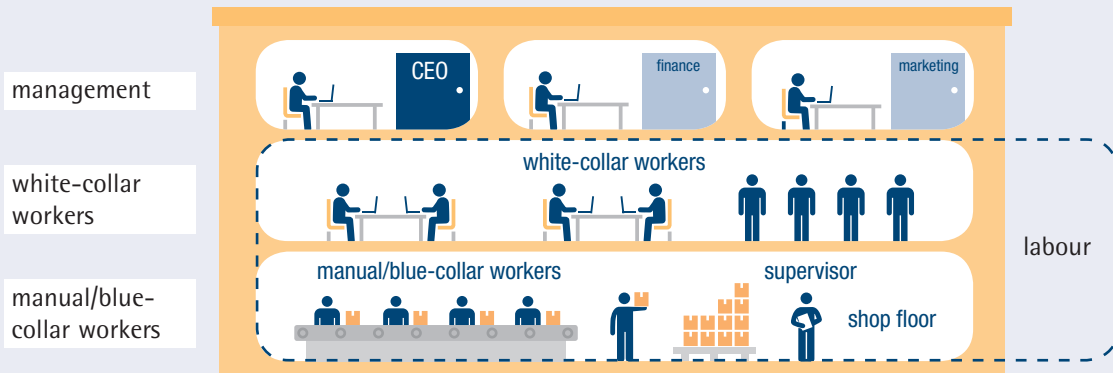 management
CEO
finance
marketing
white-collar
workers
white-collar workers
labour
manual/blue-
collar workers
manual/blue-collar workers
supervisor
shop floor